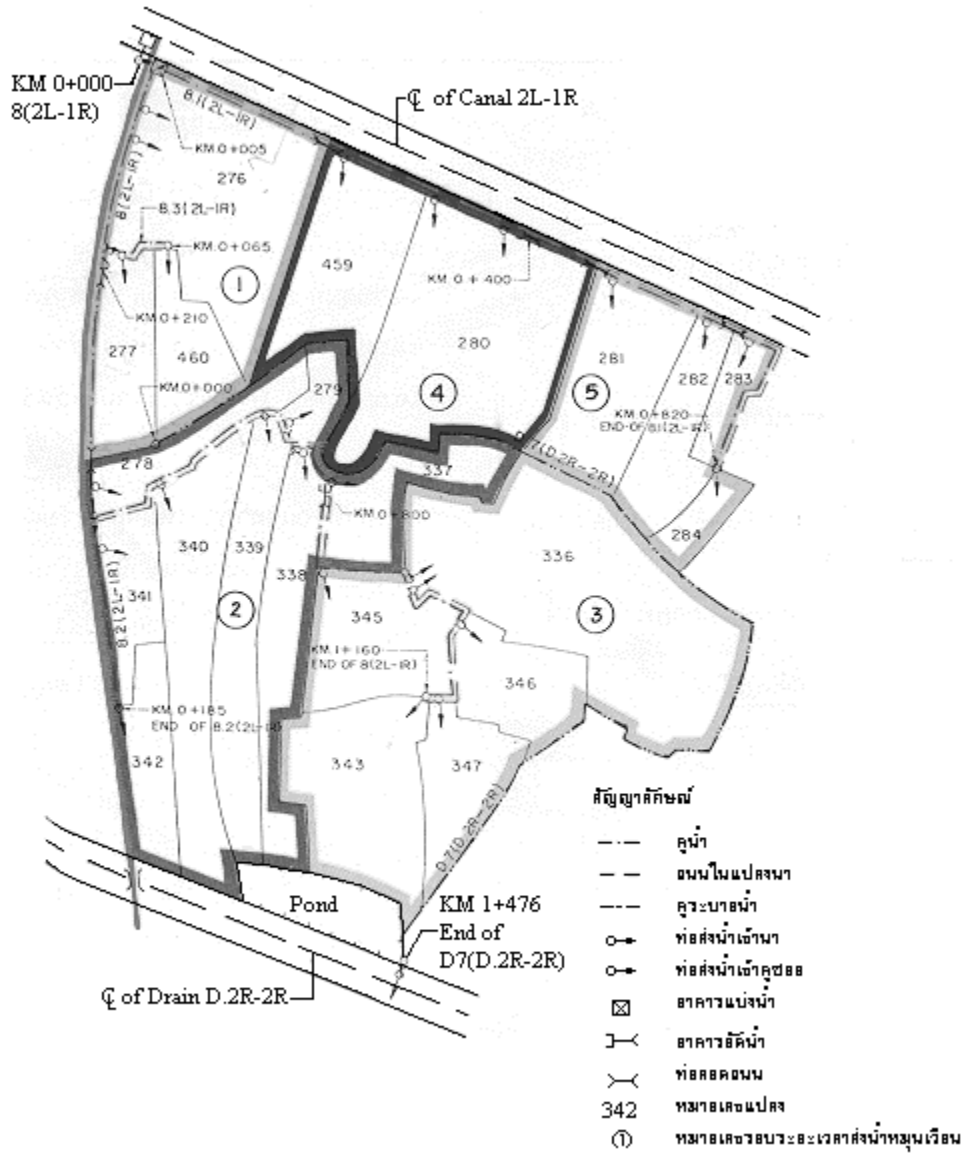 KM 0+000
8(2L-1R)
℄ of Canal 2L-1R
8.1(2L-1R)
KM.0+005
276
8(2L-1R)
8.3(2L-1R)
KM.0+065
1
KM.0+210
277
460
KM.0+000
459
KM.0+400
280
4
279
281
5
282
283
KM.0+820
END OF 8.1(2L-1R)
284
278
337
D7(D.2R-2R)
KM.0+800
340
339
338
336
341
8.2(2L-1R)
2
3
345
KM.1+160
END OF 8(2L-1R)
346
KM.0+185
END OF 8.2(2L-1R)
342
343
347
D7(D.2R-2R)
Pond
KM 1+476
End of
D7(D.2R-2R)
℄ of Drain D.2R-2R
สัญญาลักษณ์
คูน้ำ
ถนนในแปลงนา
คูระบายน้ำ
ท่อส่งน้ำเข้านา
ท่อส่งน้ำเข้าคูซอย
อาคารแบ่งน้ำ
อาคารอัดน้ำ
ท่อลอดถนน
342 หมายเลขแปลง
① หมายเลขรอบระยะเวลาส่งน้ำหมุนเวียน